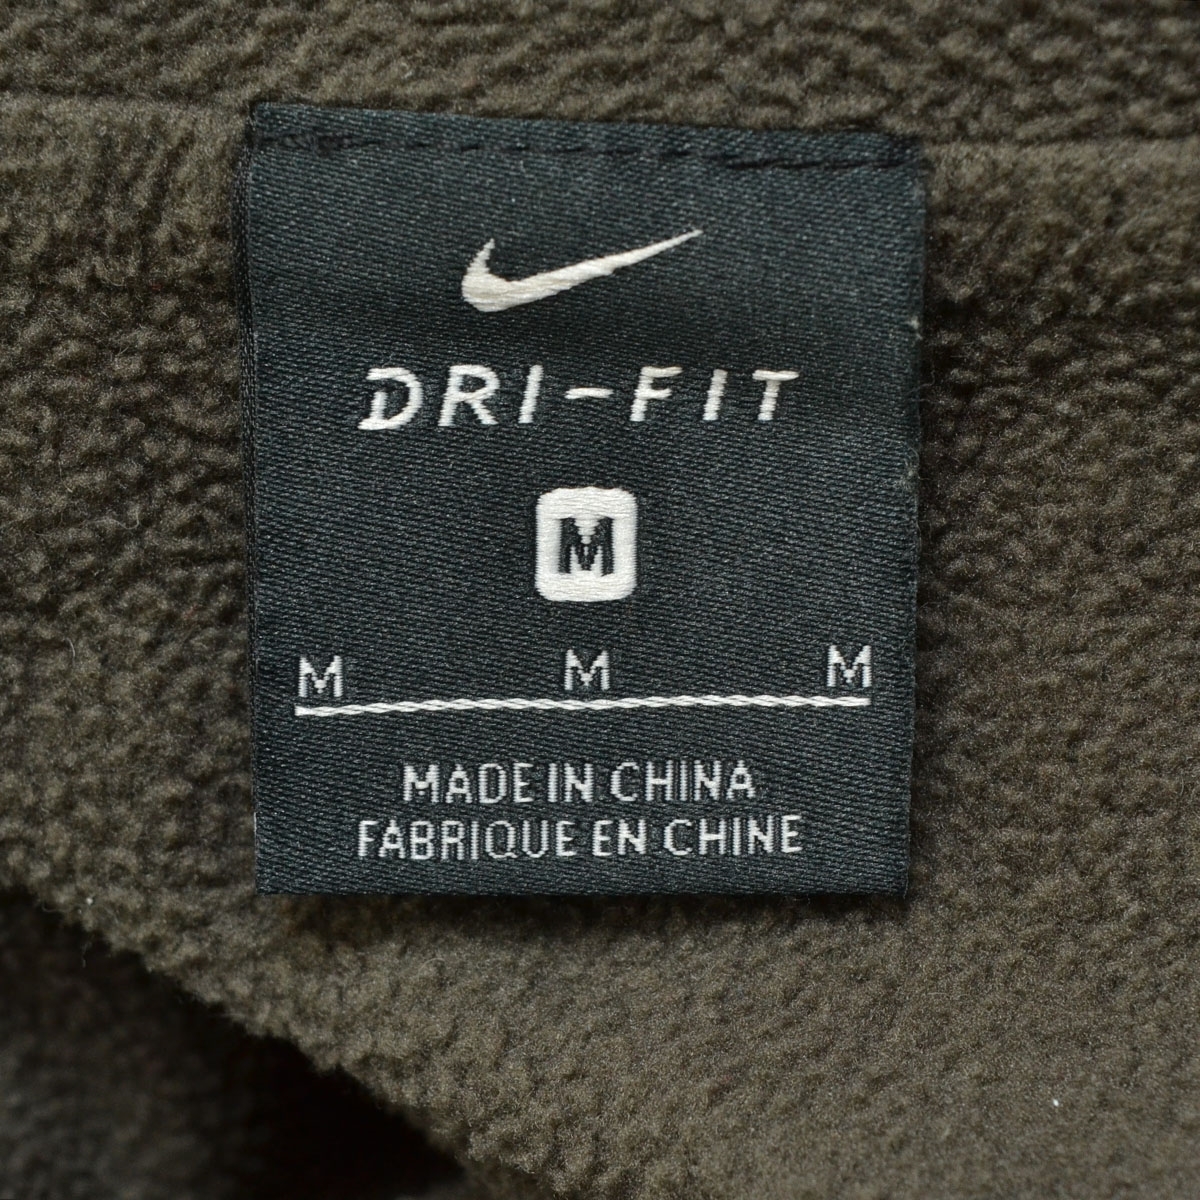 DRI-FIT
M
M M M
MADE IN CHINA
FABRIQUE EN CHINE